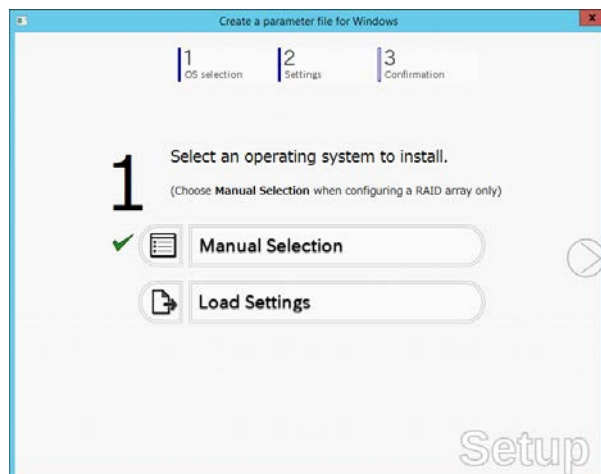 Create a parameter file for Windows
x
1
OS selection
2
Settings
3
Confirmation
1
Select an operating system to install.
(Choose Manual Selection when configuring a RAID array only)
Manual Selection
Load Settings
Setup